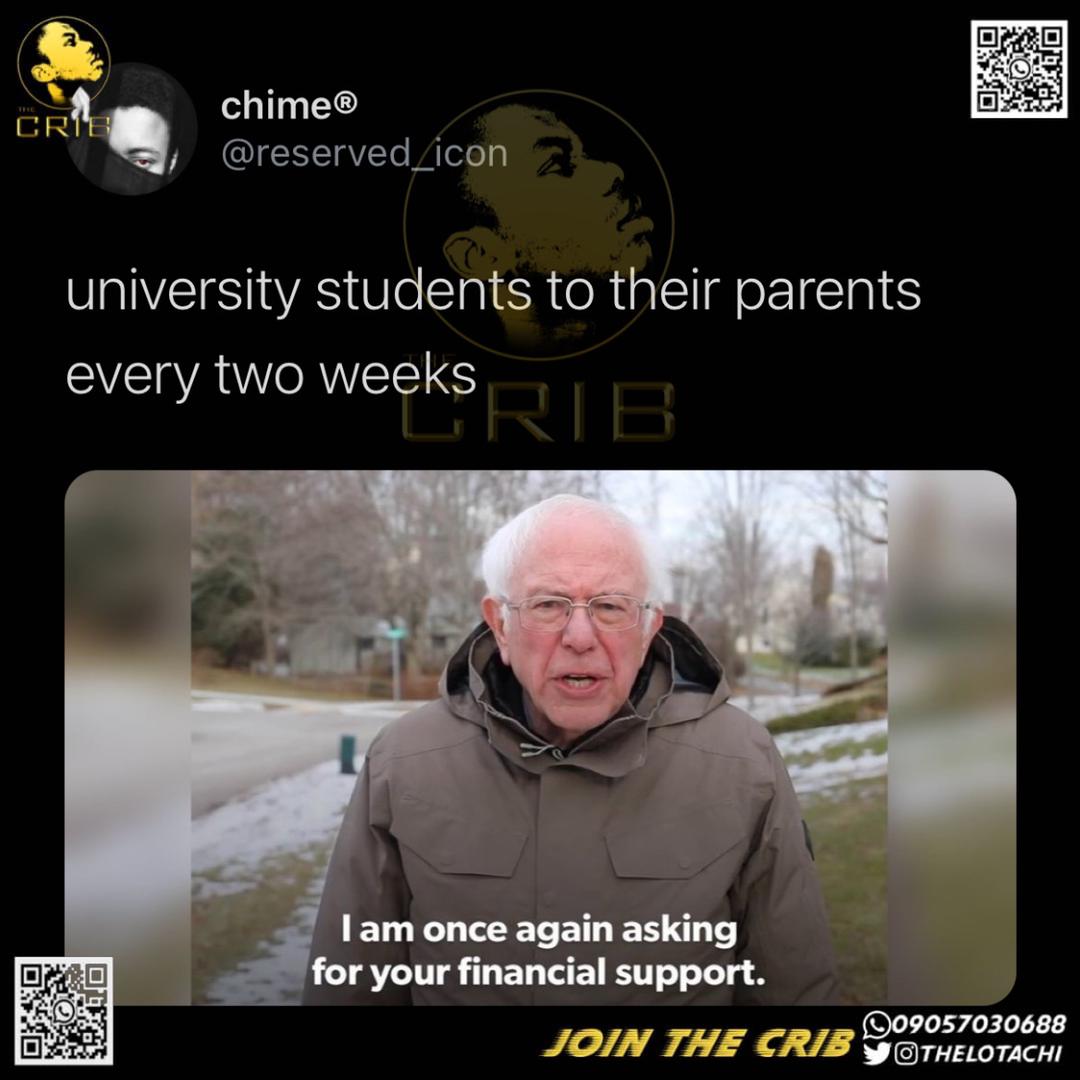 THE
CRIB
chime®
@reserved_icon
university students to their parents
every two weeks
THE
CRIB
I am once again asking
for your financial support.
JOIN THE CRIB
09057030688
THELOTACHI